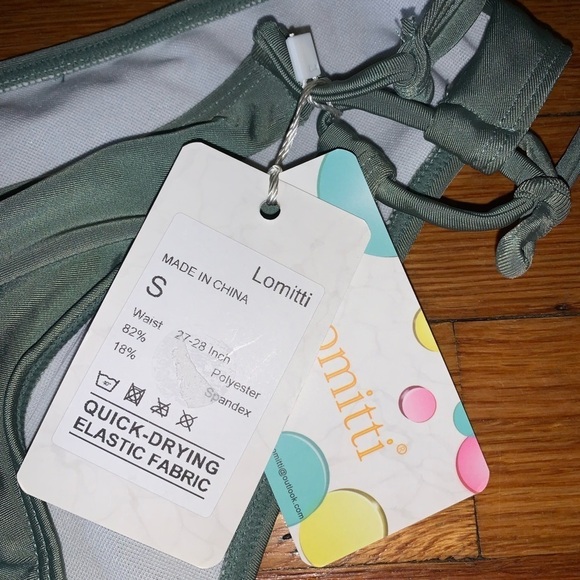 Lomitti
MADE IN CHINA
S
Waist 27-28 Inch
82% Polyester
18% Spandex
QUICK-DRYING
ELASTIC FABRIC
omitti®
omitti@outlook.com